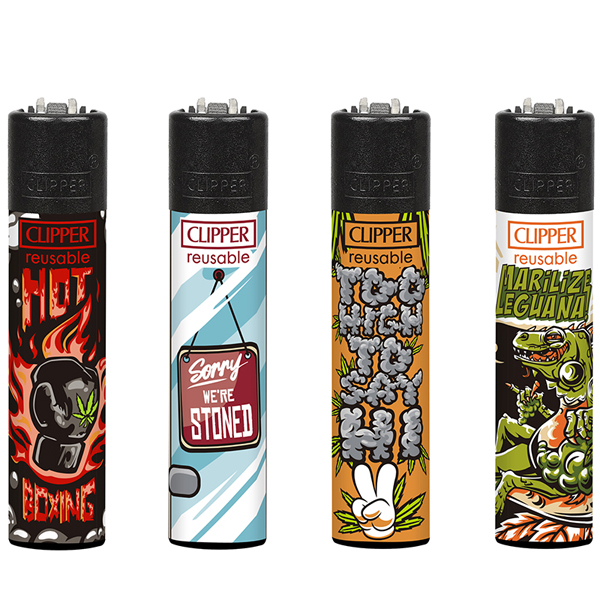 CLIPPER
CLIPPER
reusable
HOT
BOXING
CLIPPER
CLIPPER
reusable
Sorry
WE'RE
STONED
CLIPPER
CLIPPER
reusable
TOO
HIGH
TO
SAY
HI
CLIPPER
CLIPPER
reusable
MARILIZE
LEGUANA!